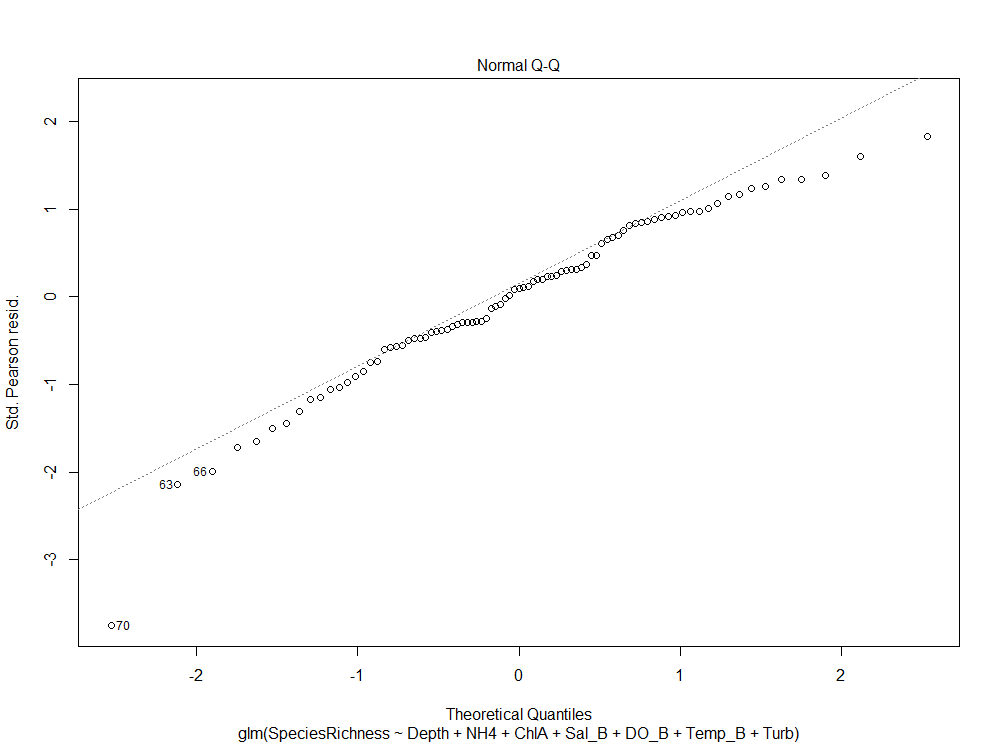 Normal Q-Q
Std. Pearson resid.
2
1
0
-1
-2
-3
66
63
70
-2 -1 0 1 2
Theoretical Quantiles
glm(SpeciesRichness ~ Depth + NH4 + ChlA + Sal_B + DO_B + Temp_B + Turb)